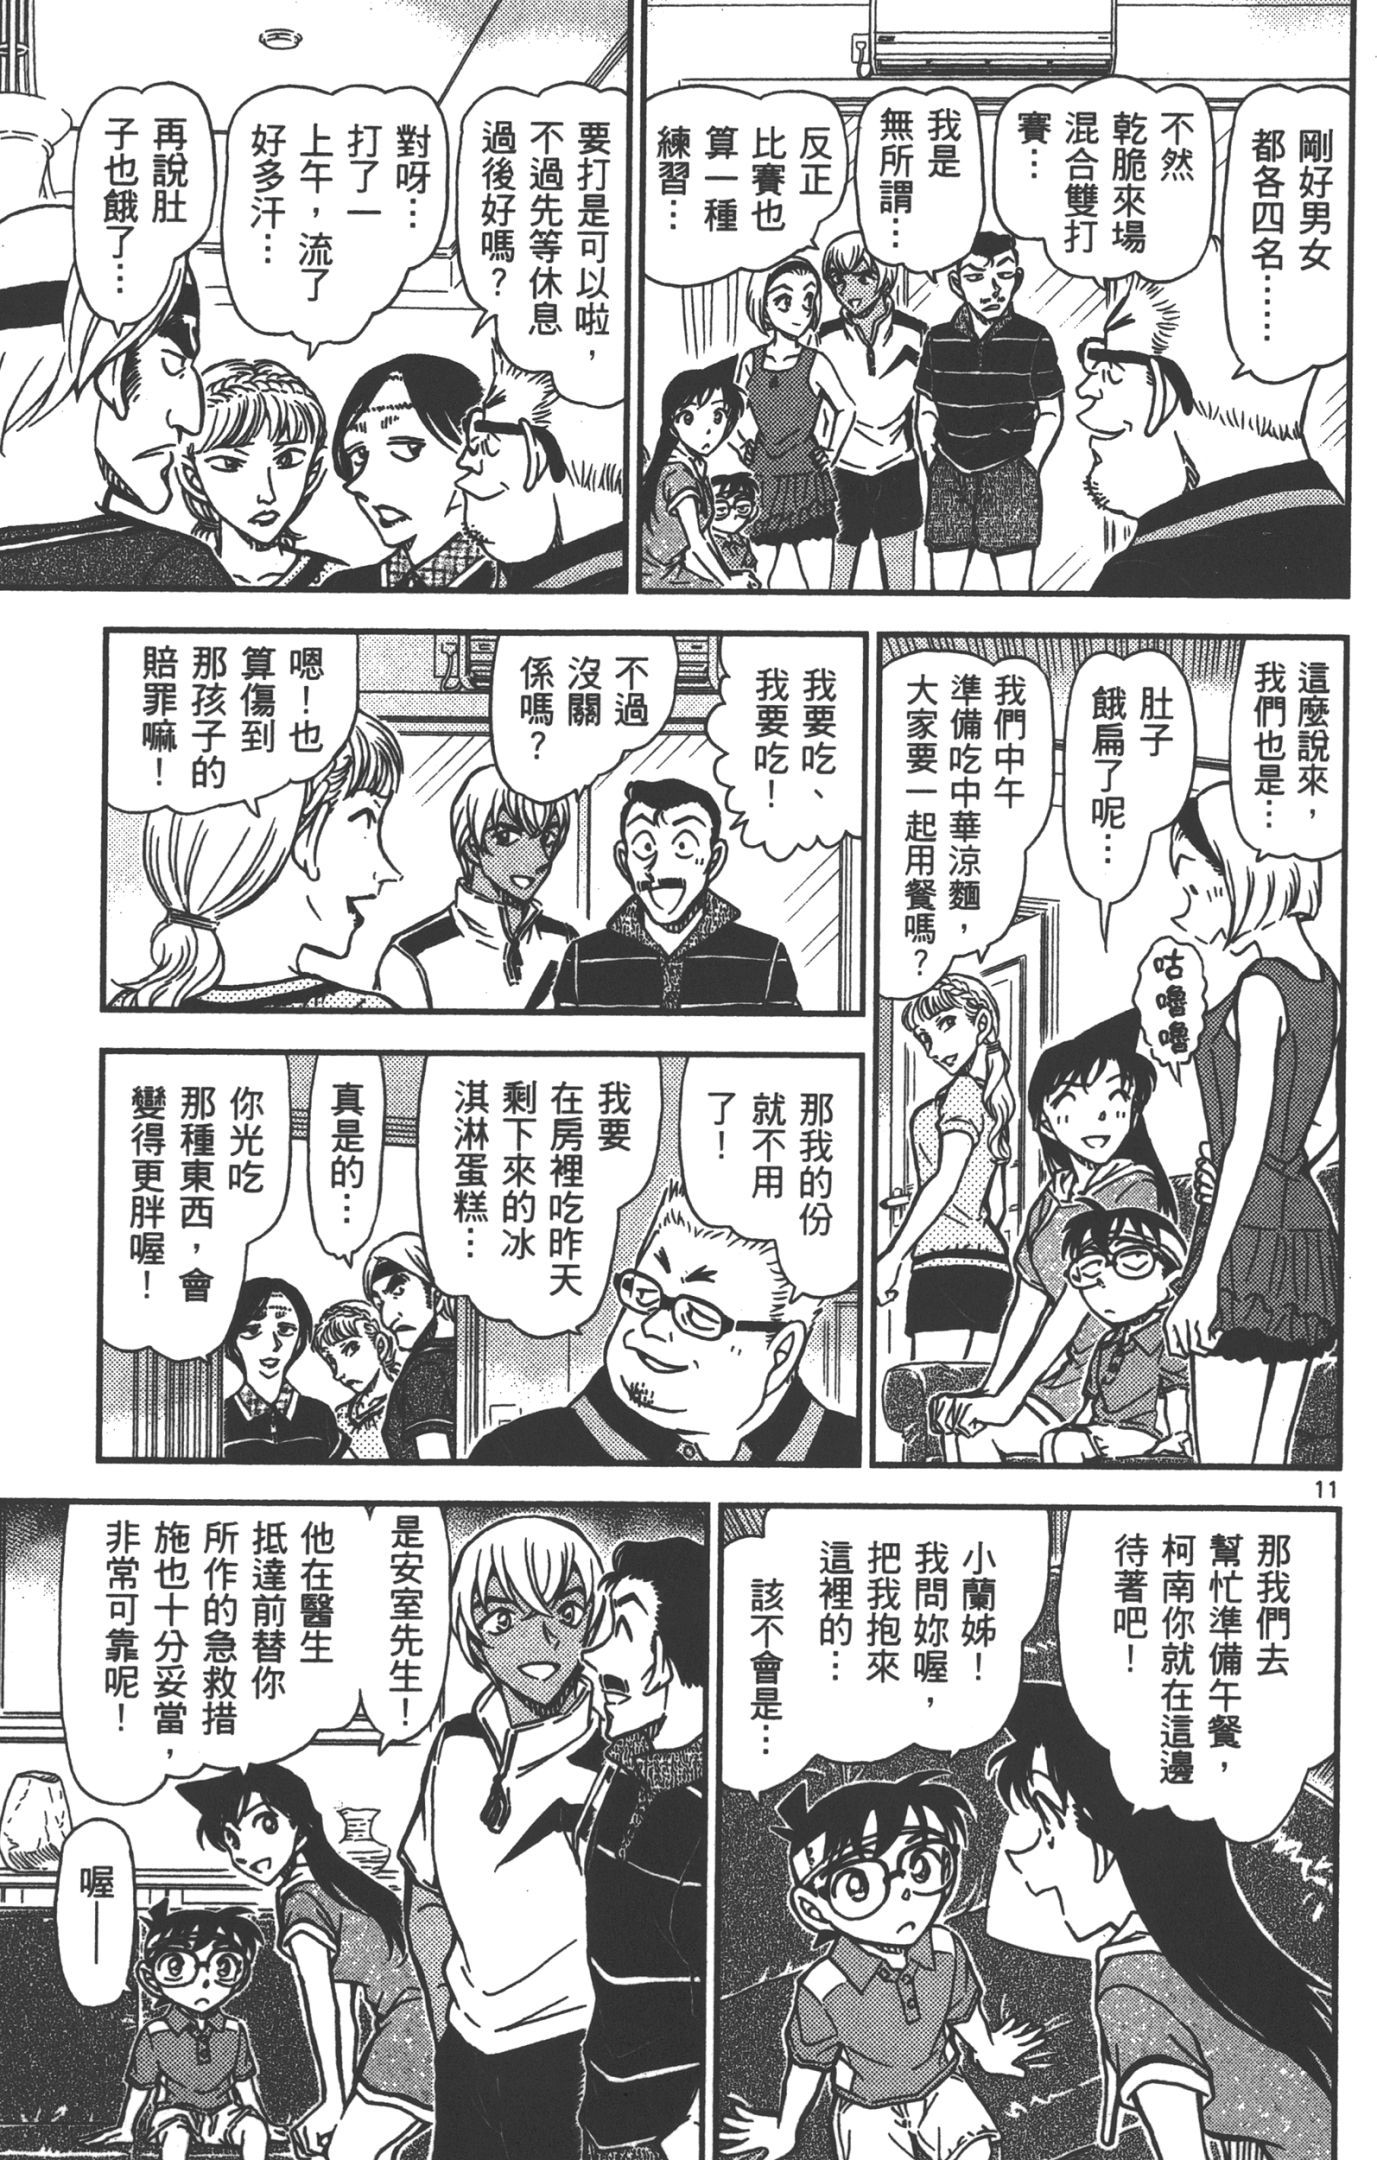 剛好男女
都各四名……
不然
乾脆來場
混合雙打
賽…
我是
無所謂…
反正
比賽也
算一種
練習…
要打是可以啦，
不過先等休息
過後好嗎？
對呀…
打了一
上午，流了
好多汗…
再說肚
子也餓了…
這麼說來，
我們也是…
肚子
餓扁了呢…
咕嚕嚕
我們中午
準備吃中華涼麵，
大家要一起用餐嗎？
我要吃、
我要吃！
不過
沒關
係嗎？
嗯！也
算傷到
那孩子的
賠罪嘛！
那我的份
就不用
了！
我要
在房裡吃昨天
剩下來的冰
淇淋蛋糕…
真是的…
你光吃
那種東西，會
變得更胖喔！
11
那我們去
幫忙準備午餐，
柯南你就在這邊
待著吧！
小蘭姊！
我問妳喔，
把我抱來
這裡的…
該不會是…
是安室先生！
他在醫生
抵達前替你
所作的急救措
施也十分妥當，
非常可靠呢！
喔——